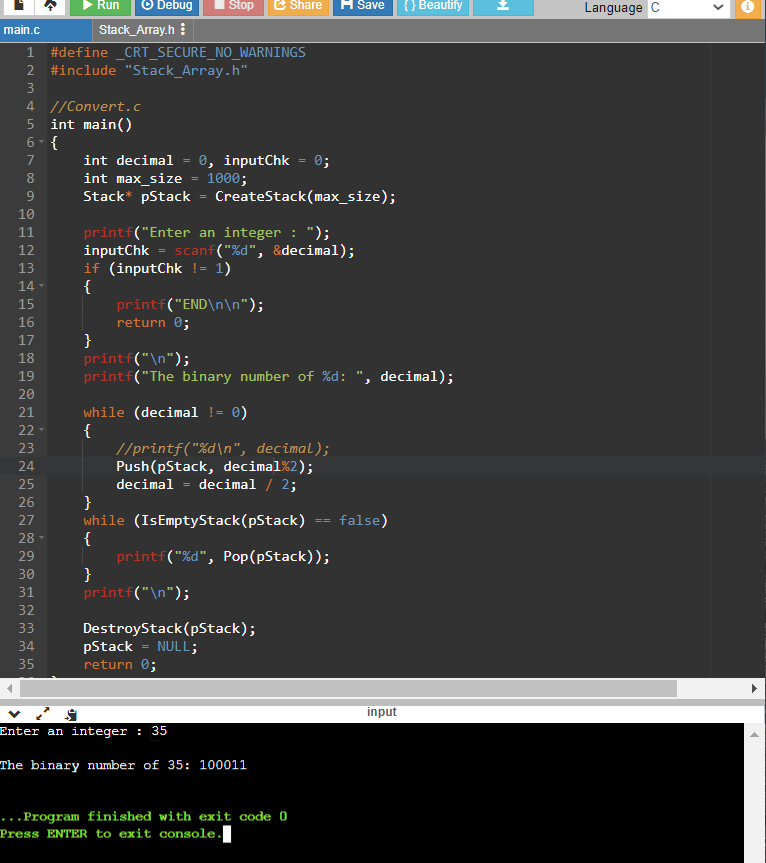 Run Debug Stop Share Save { } Beautify Language C
main.c Stack_Array.h
1 #define _CRT_SECURE_NO_WARNINGS
2 #include "Stack_Array.h"
3
4 //Convert.c
5 int main()
6 {
7 int decimal = 0, inputChk = 0;
8 int max_size = 1000;
9 Stack* pStack = CreateStack(max_size);
10
11 printf("Enter an integer : ");
12 inputChk = scanf("%d", &decimal);
13 if (inputChk != 1)
14 {
15 printf("END\n\n");
16 return 0;
17 }
18 printf("\n");
19 printf("The binary number of %d: ", decimal);
20
21 while (decimal != 0)
22 {
23 //printf("%d\n", decimal);
24 Push(pStack, decimal%2);
25 decimal = decimal / 2;
26 }
27 while (IsEmptyStack(pStack) == false)
28 {
29 printf("%d", Pop(pStack));
30 }
31 printf("\n");
32
33 DestroyStack(pStack);
34 pStack = NULL;
35 return 0;
input
Enter an integer : 35
The binary number of 35: 100011
...Program finished with exit code 0
Press ENTER to exit console.